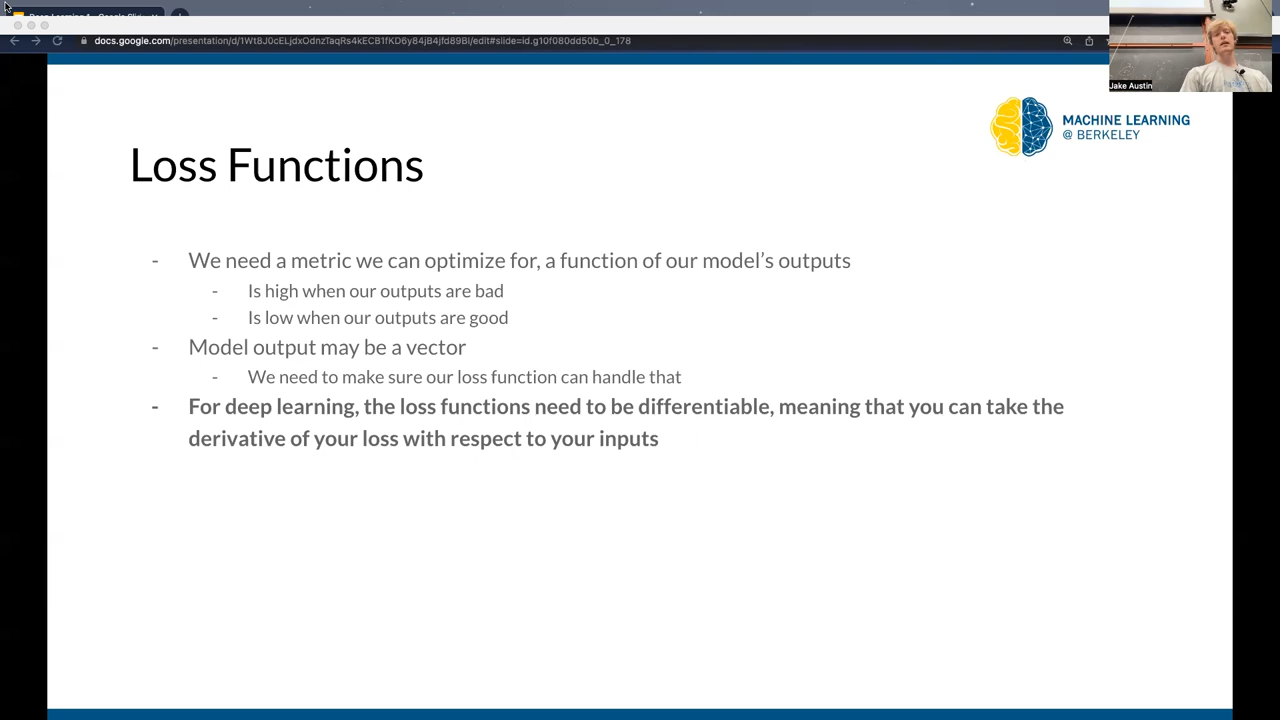 docs.google.com/presentation/d/1Wt8J0cELjdxOdnzTaqRs4kECB1fKD6y84jB4jfd89BI/edit#slide=id.g10f080dd50b_0_178
Jake Austin
MACHINE LEARNING
@ BERKELEY
Loss Functions
- We need a metric we can optimize for, a function of our model’s outputs
- Is high when our outputs are bad
- Is low when our outputs are good
- Model output may be a vector
- We need to make sure our loss function can handle that
- For deep learning, the loss functions need to be differentiable, meaning that you can take the
derivative of your loss with respect to your inputs